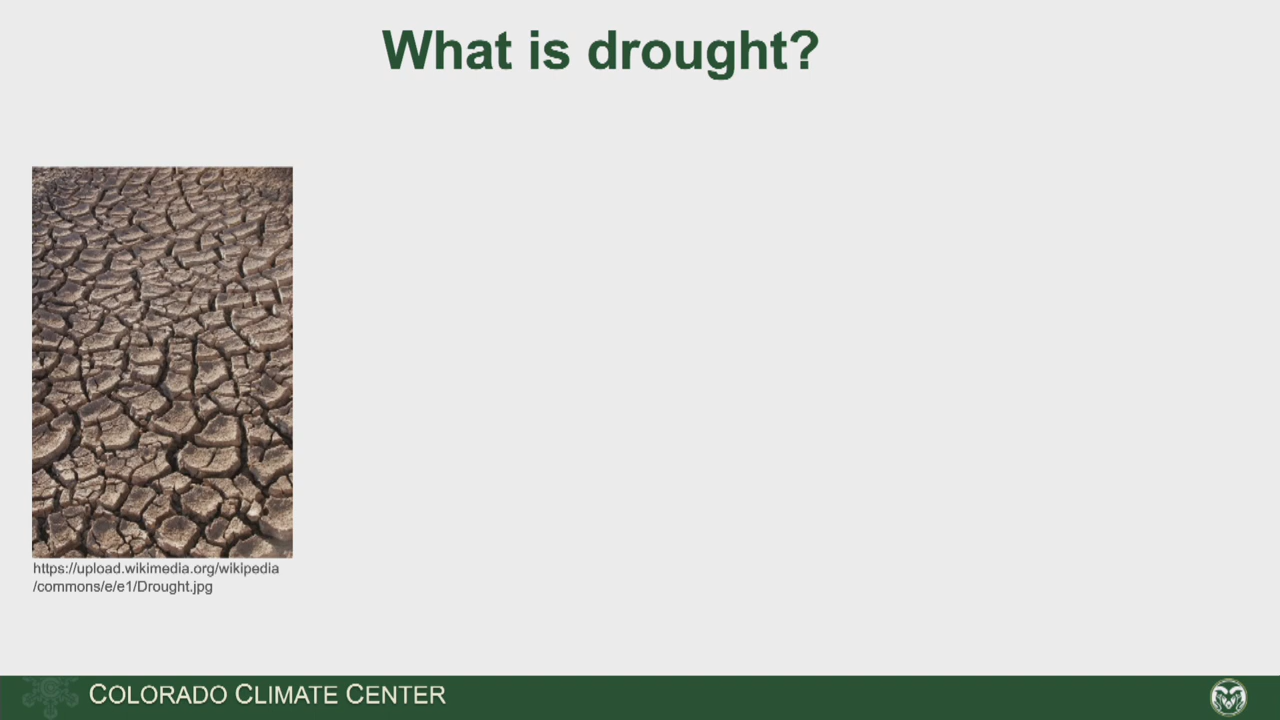 What is drought?
https://upload.wikimedia.org/wikipedia
/commons/e/e1/Drought.jpg
COLORADO CLIMATE CENTER